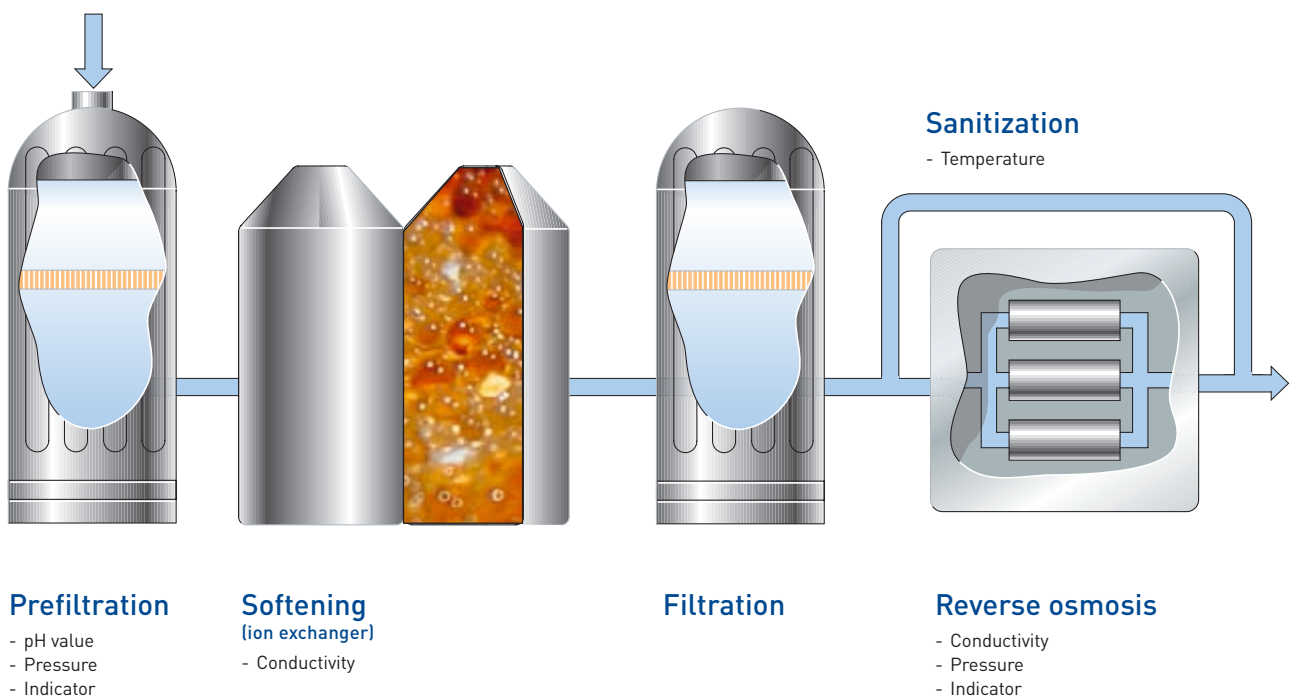 Sanitization
- Temperature
Prefiltration
- pH value
- Pressure
- Indicator
Softening
(ion exchanger)
- Conductivity
Filtration
Reverse osmosis
- Conductivity
- Pressure
- Indicator